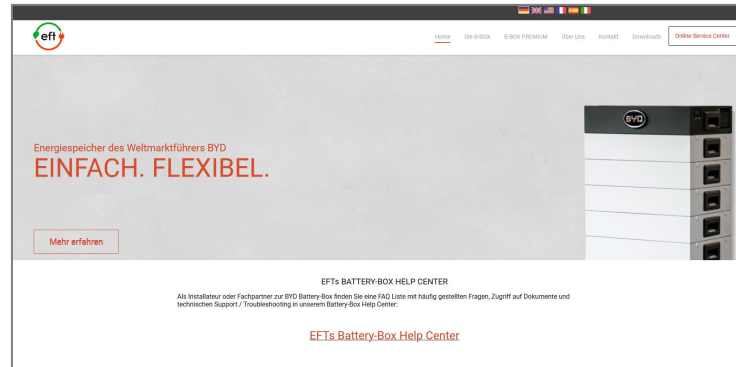 eft
Home Die B-BOX B-BOX PREMIUM Über Uns Kontakt Downloads Online Service Center
Energiespeicher des Weltmarktführers BYD
EINFACH. FLEXIBEL.
BYD
Mehr erfahren
EFTs BATTERY-BOX HELP CENTER
Als Installateur oder Fachpartner zur BYD Battery-Box finden Sie eine FAQ Liste mit häufig gestellten Fragen, Zugriff auf Dokumente und
technischen Support / Troubleshooting in unserem Battery-Box Help Center:
EFTs Battery-Box Help Center